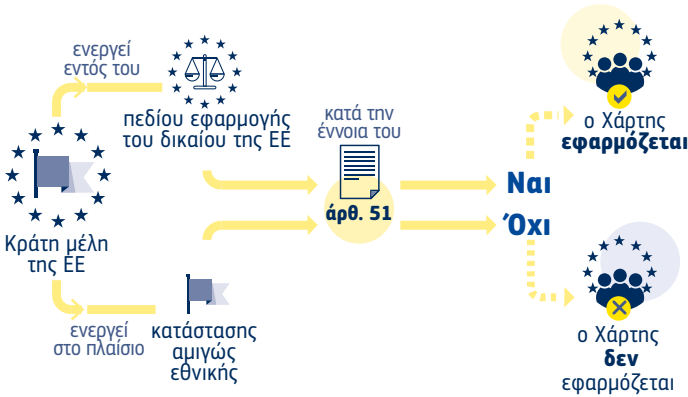 ενεργεί
εντός του
πεδίου εφαρμογής
του δικαίου της ΕΕ
Κράτη μέλη
της ΕΕ
ενεργεί
στο πλαίσιο
κατάστασης
αμιγώς
εθνικής
κατά την
έννοια του
άρθ. 51
Ναι
Όχι
ο Χάρτης
εφαρμόζεται
ο Χάρτης
δεν
εφαρμόζεται